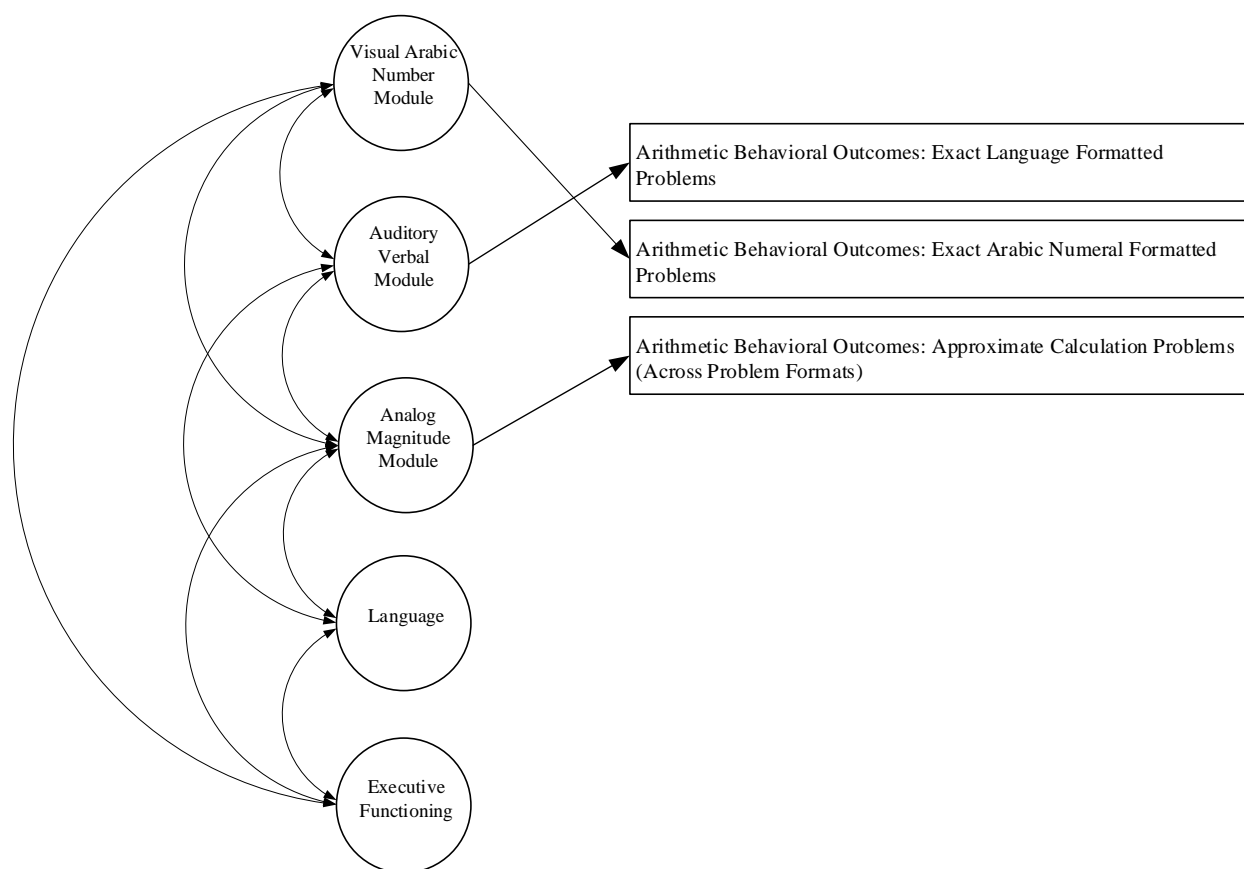 Visual Arabic
Number
Module
Auditory
Verbal
Module
Analog
Magnitude
Module
Language
Executive
Functioning
Arithmetic Behavioral Outcomes: Exact Language Formatted
Problems
Arithmetic Behavioral Outcomes: Exact Arabic Numeral Formatted
Problems
Arithmetic Behavioral Outcomes: Approximate Calculation Problems
(Across Problem Formats)